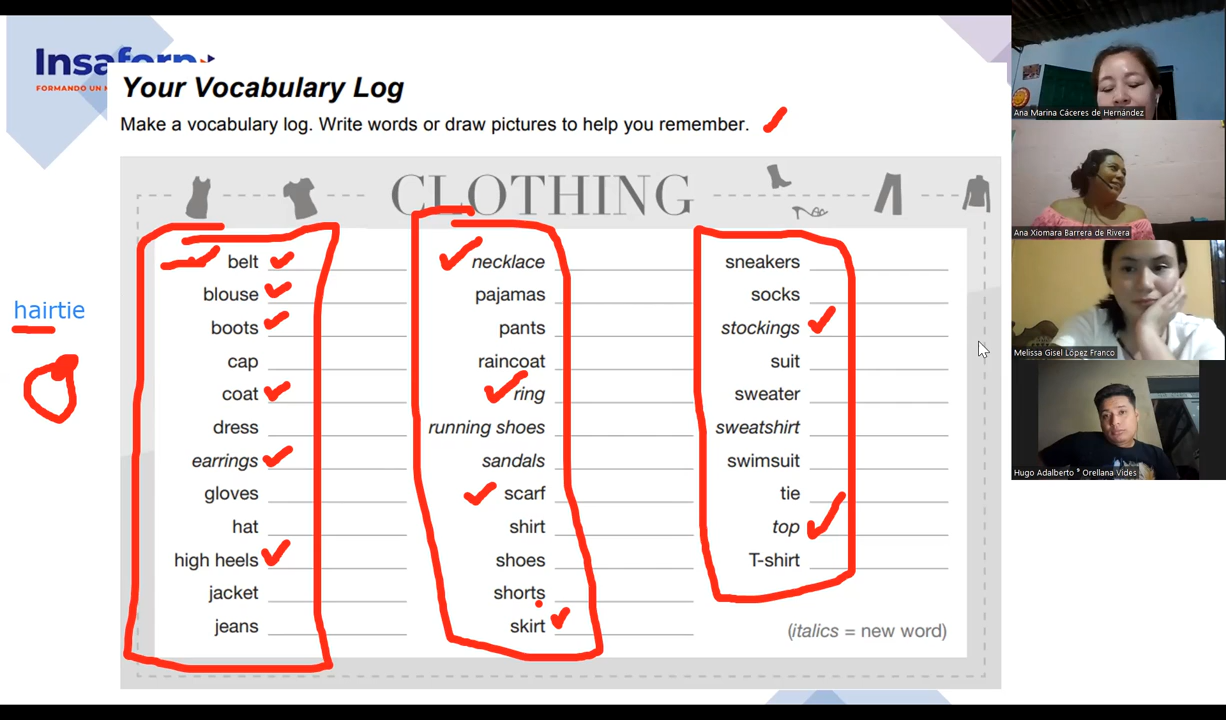 Insaforp
FORMANDO UN
Your Vocabulary Log
Make a vocabulary log. Write words or draw pictures to help you remember.
CLOTHING
hairtie
belt
blouse
boots
cap
coat
dress
earrings
gloves
hat
high heels
jacket
jeans
necklace
pajamas
pants
raincoat
ring
running shoes
sandals
scarf
shirt
shoes
shorts
skirt
sneakers
socks
stockings
suit
sweater
sweatshirt
swimsuit
tie
top
T-shirt
(italics = new word)
Ana Marina Cáceres de Hernández
Ana Xiomara Barrera de Rivera
Melissa Gisel López Franco
Hugo Adalberto Orellana Vides